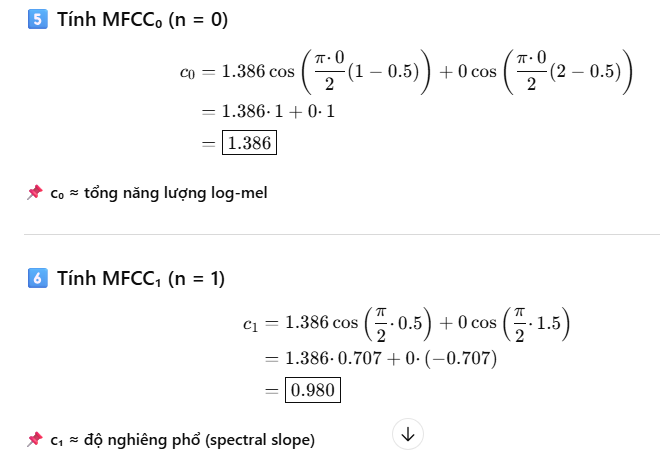 5 Tính MFCC₀ (n = 0)
c₀ = 1.386 cos(π·0/2 (1 − 0.5)) + 0 cos(π·0/2 (2 − 0.5))
= 1.386 · 1 + 0 · 1
= 1.386
📌 c₀ ≈ tổng năng lượng log-mel
6 Tính MFCC₁ (n = 1)
c₁ = 1.386 cos(π/2 · 0.5) + 0 cos(π/2 · 1.5)
= 1.386 · 0.707 + 0 · (−0.707)
= 0.980
📌 c₁ ≈ độ nghiêng phổ (spectral slope)